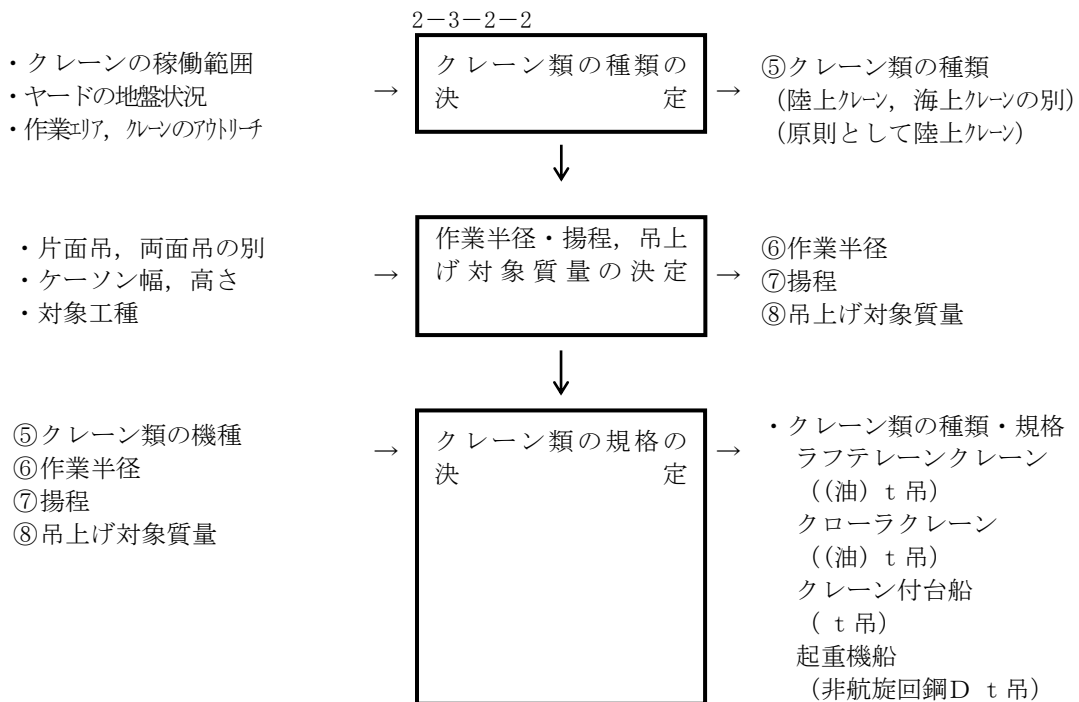 2-3-2-2
・クレーンの稼働範囲
・ヤードの地盤状況
・作業ｴﾘｱ，ｸﾚｰﾝのｱｳﾄﾘｰﾁ
→
クレーン類の種類の
決定
→
⑤クレーン類の種類
（陸上ｸﾚｰﾝ，海上ｸﾚｰﾝの別）
（原則として陸上ｸﾚｰﾝ）
↓
・片面吊，両面吊の別
・ケーソン幅，高さ
・対象工種
→
作業半径・揚程，吊上
げ対象質量の決定
→
⑥作業半径
⑦揚程
⑧吊上げ対象質量
↓
⑤クレーン類の機種
⑥作業半径
⑦揚程
⑧吊上げ対象質量
→
クレーン類の規格の
決定
→
・クレーン類の種類・規格
ラフテレーンクレーン
（(油）ｔ吊）
クローラクレーン
（(油）ｔ吊）
クレーン付台船
（ ｔ吊）
起重機船
（非航旋回鋼Ｄ ｔ吊）